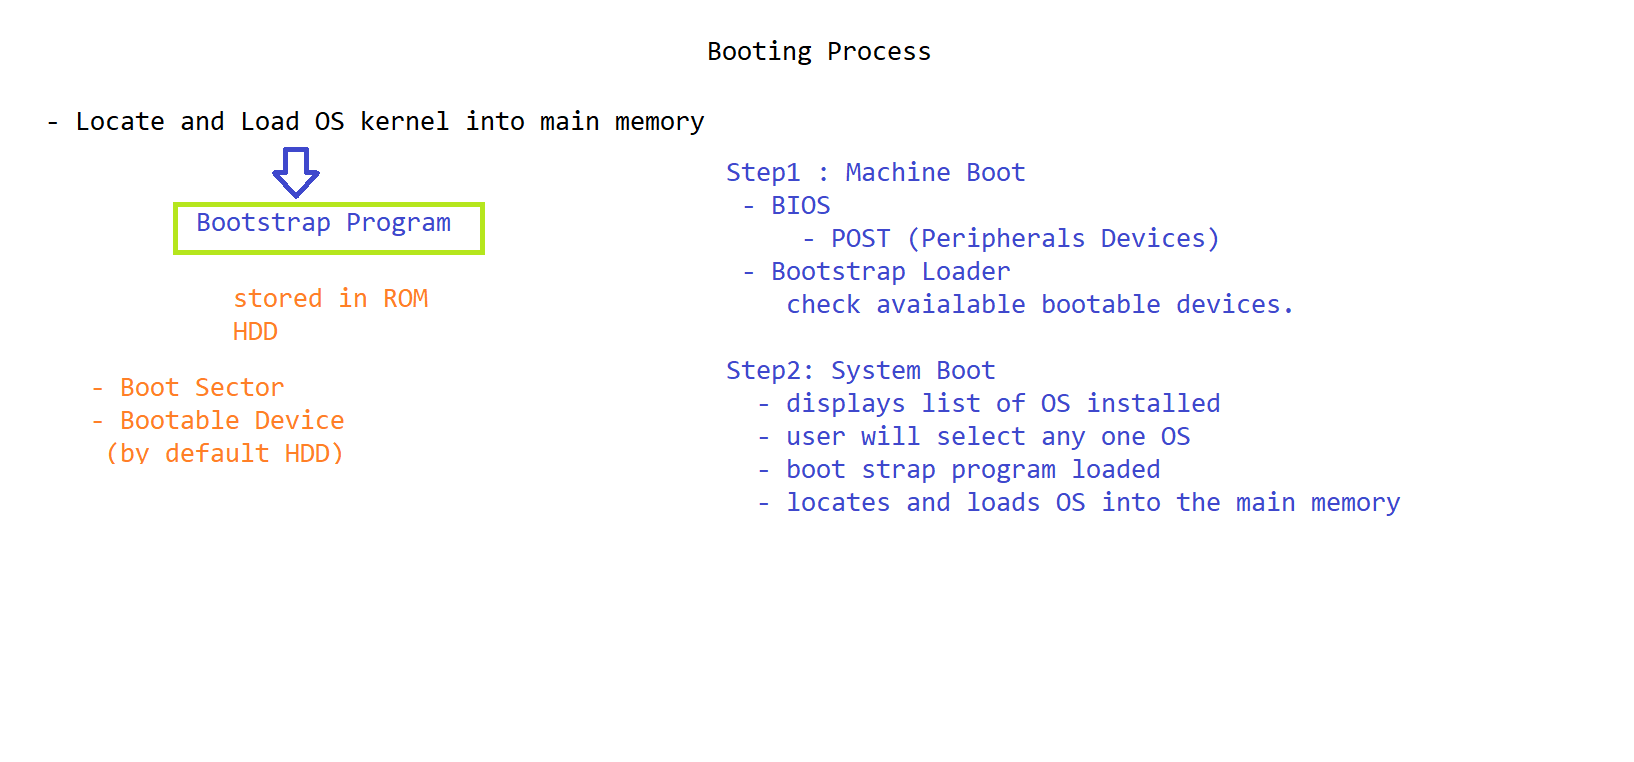 Booting Process
- Locate and Load OS kernel into main memory
Bootstrap Program
stored in ROM
HDD
- Boot Sector
- Bootable Device
(by default HDD)
Step1 : Machine Boot
- BIOS
- POST (Peripherals Devices)
- Bootstrap Loader
check avaialable bootable devices.
Step2: System Boot
- displays list of OS installed
- user will select any one OS
- boot strap program loaded
- locates and loads OS into the main memory